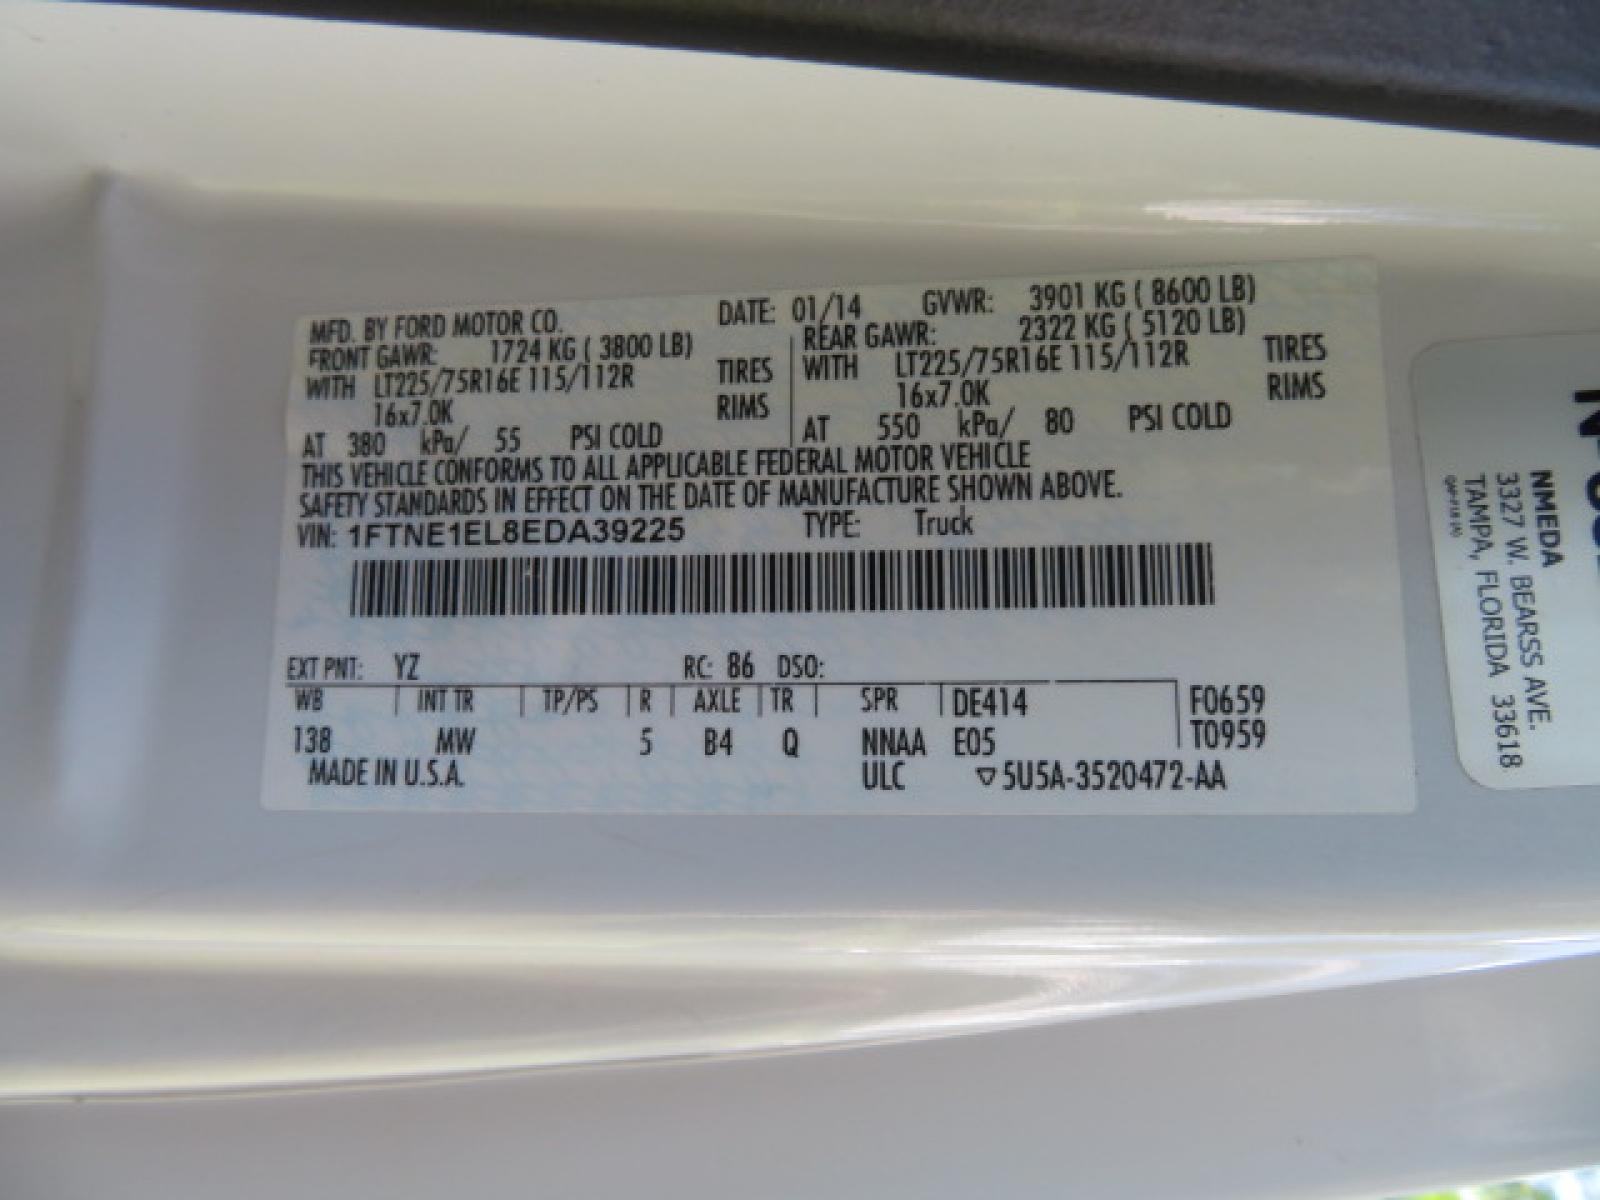 MFD. BY FORD MOTOR CO. DATE: 01/14 GVWR: 3901 KG ( 8600 LB)
FRONT GAWR: 1724 KG ( 3800 LB) REAR GAWR: 2322 KG ( 5120 LB)
WITH LT225/75R16E 115/112R TIRES WITH LT225/75R16E 115/112R TIRES
16x7.0K RIMS 16x7.0K RIMS
AT 380 kPa/ 55 PSI COLD AT 550 kPa/ 80 PSI COLD
THIS VEHICLE CONFORMS TO ALL APPLICABLE FEDERAL MOTOR VEHICLE
SAFETY STANDARDS IN EFFECT ON THE DATE OF MANUFACTURE SHOWN ABOVE.
VIN: 1FTNE1EL8EDA39225 TYPE: Truck
EXT PNT: YZ RC: 86 DSO:
WB INT TR TP/PS R AXLE TR SPR DE414 F0659
138 MW 5 B4 Q NNAA E05 T0959
MADE IN U.S.A. ULC ▽5U5A-3520472-AA
NMEDA
3327 W. BEARSS AVE.
TAMPA, FLORIDA 33618